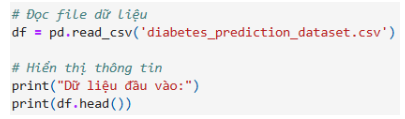 # Đọc file dữ liệu
df = pd.read_csv('diabetes_prediction_dataset.csv')
# Hiển thị thông tin
print("Dữ liệu đầu vào:")
print(df.head())